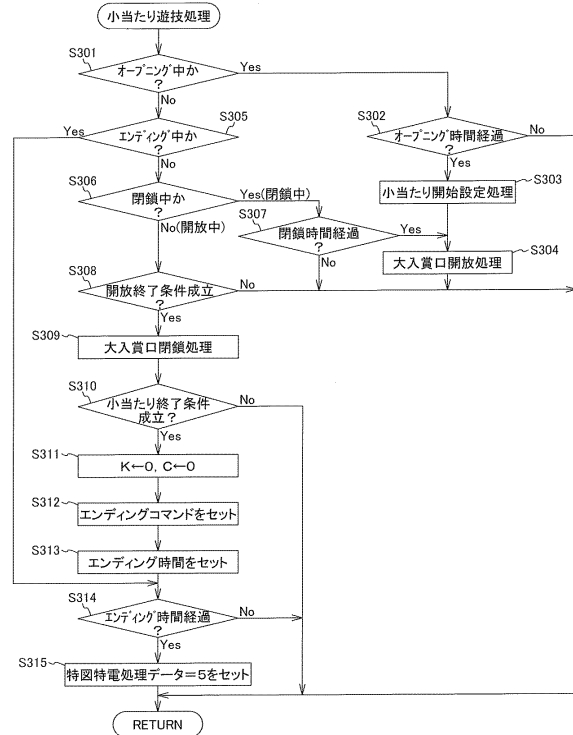 小当たり遊技処理
S301
オープニング中か
?
Yes
No
S305
エンディング中か
?
Yes
No
S302
オープニング時間経過
?
No
Yes
S303
小当たり開始設定処理
S306
閉鎖中か
?
Yes(閉鎖中)
No(開放中)
S307
閉鎖時間経過
?
Yes
No
S304
大入賞口開放処理
S308
開放終了条件成立
?
No
Yes
S309
大入賞口閉鎖処理
S310
小当たり終了条件
成立?
No
Yes
S311
K←0, C←0
S312
エンディングコマンドをセット
S313
エンディング時間をセット
S314
エンディング時間経過
?
No
Yes
S315
特図特電処理データ=5をセット
RETURN